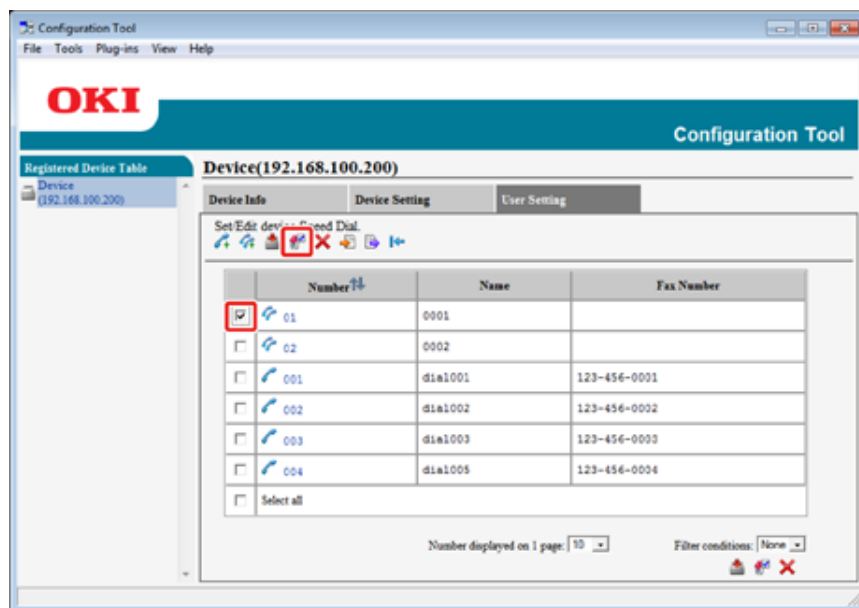 Configuration Tool
File Tools Plug-ins View Help
OKI
Configuration Tool
Registered Device Table
Device
(192.168.100.200)
Device(192.168.100.200)
Device Info Device Setting User Setting
Set/Edit device Speed Dial.
Number Name Fax Number
01 0001
02 0002
001 dial001 123-456-0001
002 dial002 123-456-0002
003 dial003 123-456-0003
004 dial005 123-456-0004
Select all
Number displayed on 1 page: 10 Filter conditions: None